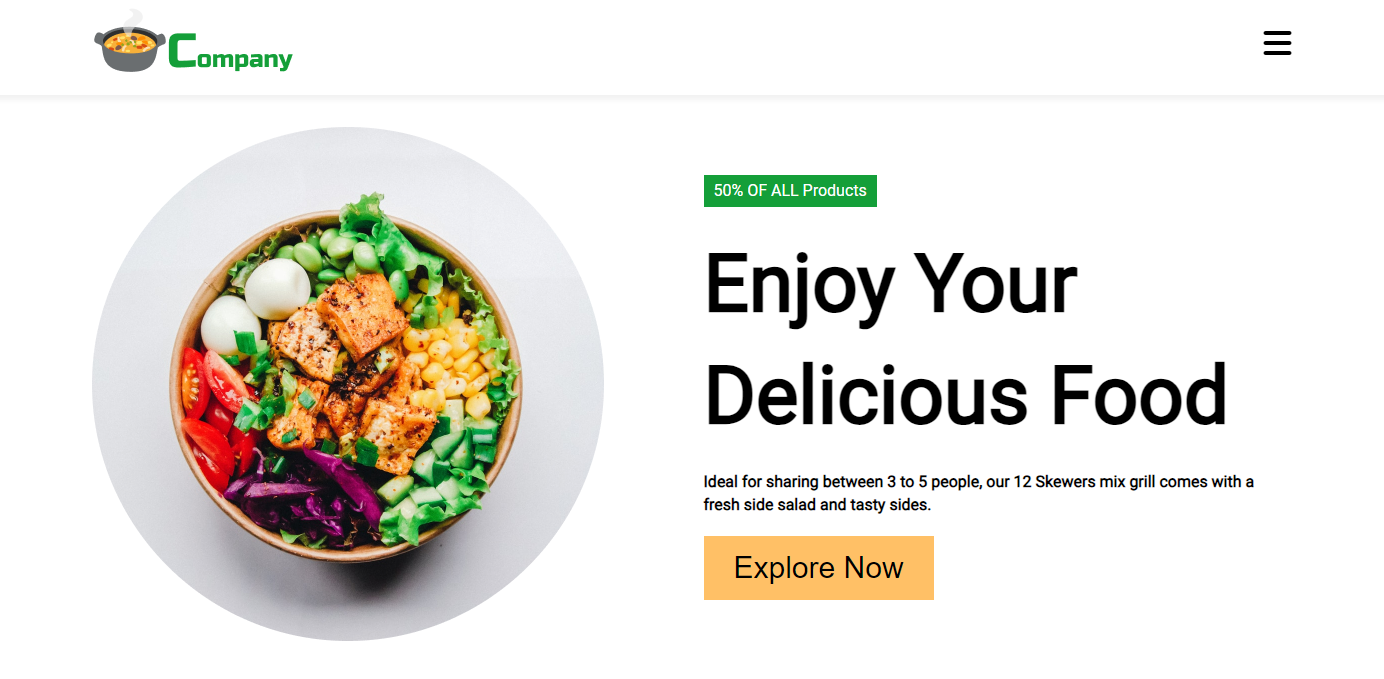 Company
50% OF ALL Products
Enjoy Your
Delicious Food
Ideal for sharing between 3 to 5 people, our 12 Skewers mix grill comes with a
fresh side salad and tasty sides.
Explore Now